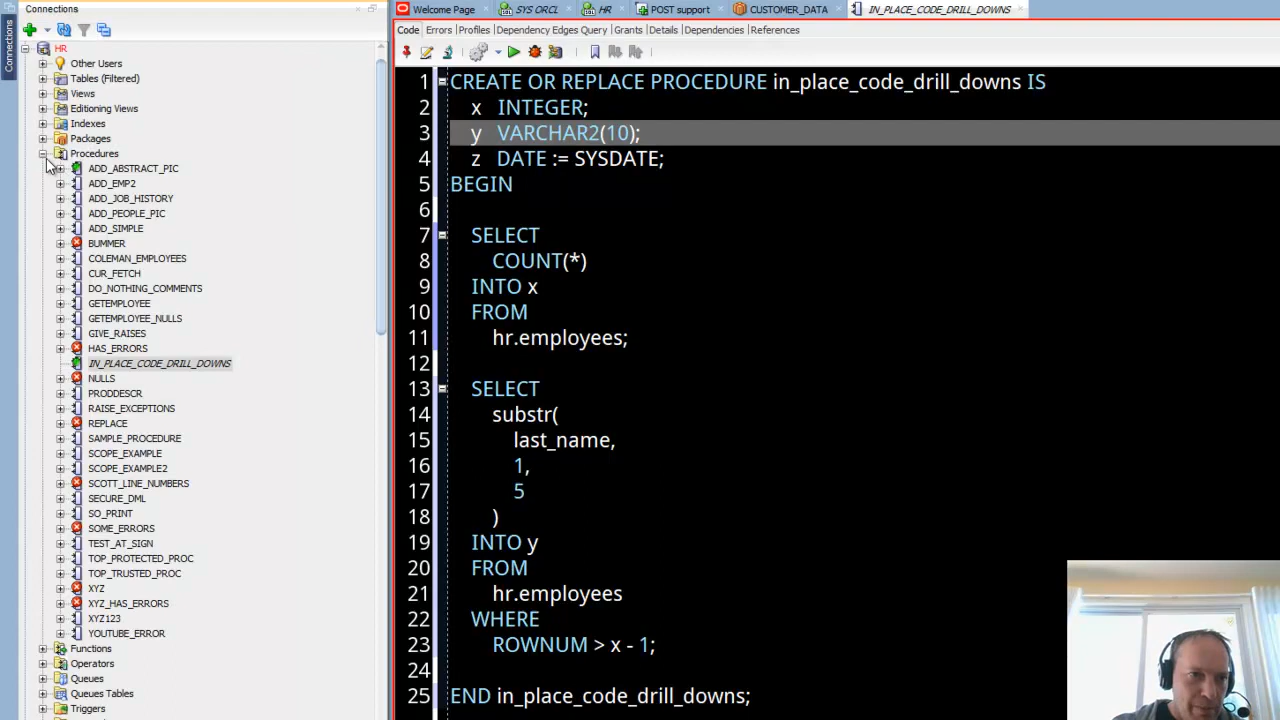 Connections
Connections
HR
Other Users
Tables (Filtered)
Views
Editioning Views
Indexes
Packages
Procedures
ADD_ABSTRACT_PIC
ADD_EMP2
ADD_JOB_HISTORY
ADD_PEOPLE_PIC
ADD_SIMPLE
BUMMER
COLEMAN_EMPLOYEES
CUR_FETCH
DO_NOTHING_COMMENTS
GETEMPLOYEE
GETEMPLOYEE_NULLS
GIVE_RAISES
HAS_ERRORS
IN_PLACE_CODE_DRILL_DOWNS
NULLS
PRODDESCR
RAISE_EXCEPTIONS
REPLACE
SAMPLE_PROCEDURE
SCOPE_EXAMPLE
SCOPE_EXAMPLE2
SCOTT_LINE_NUMBERS
SECURE_DML
SO_PRINT
SOME_ERRORS
TEST_AT_SIGN
TOP_PROTECTED_PROC
TOP_TRUSTED_PROC
XYZ
XYZ_HAS_ERRORS
XYZ123
YOUTUBE_ERROR
Functions
Operators
Queues
Queues Tables
Triggers
Welcome Page SYS ORCL HR POST support CUSTOMER_DATA IN_PLACE_CODE_DRILL_DOWNS
Code Errors Profiles Dependency Edges Query Grants Details Dependencies References
1 CREATE OR REPLACE PROCEDURE in_place_code_drill_downs IS
2 x INTEGER;
3 y VARCHAR2(10);
4 z DATE := SYSDATE;
5 BEGIN
6
7 SELECT
8 COUNT(*)
9 INTO x
10 FROM
11 hr.employees;
12
13 SELECT
14 substr(
15 last_name,
16 1,
17 5
18 )
19 INTO y
20 FROM
21 hr.employees
22 WHERE
23 ROWNUM > x - 1;
24
25 END in_place_code_drill_downs;